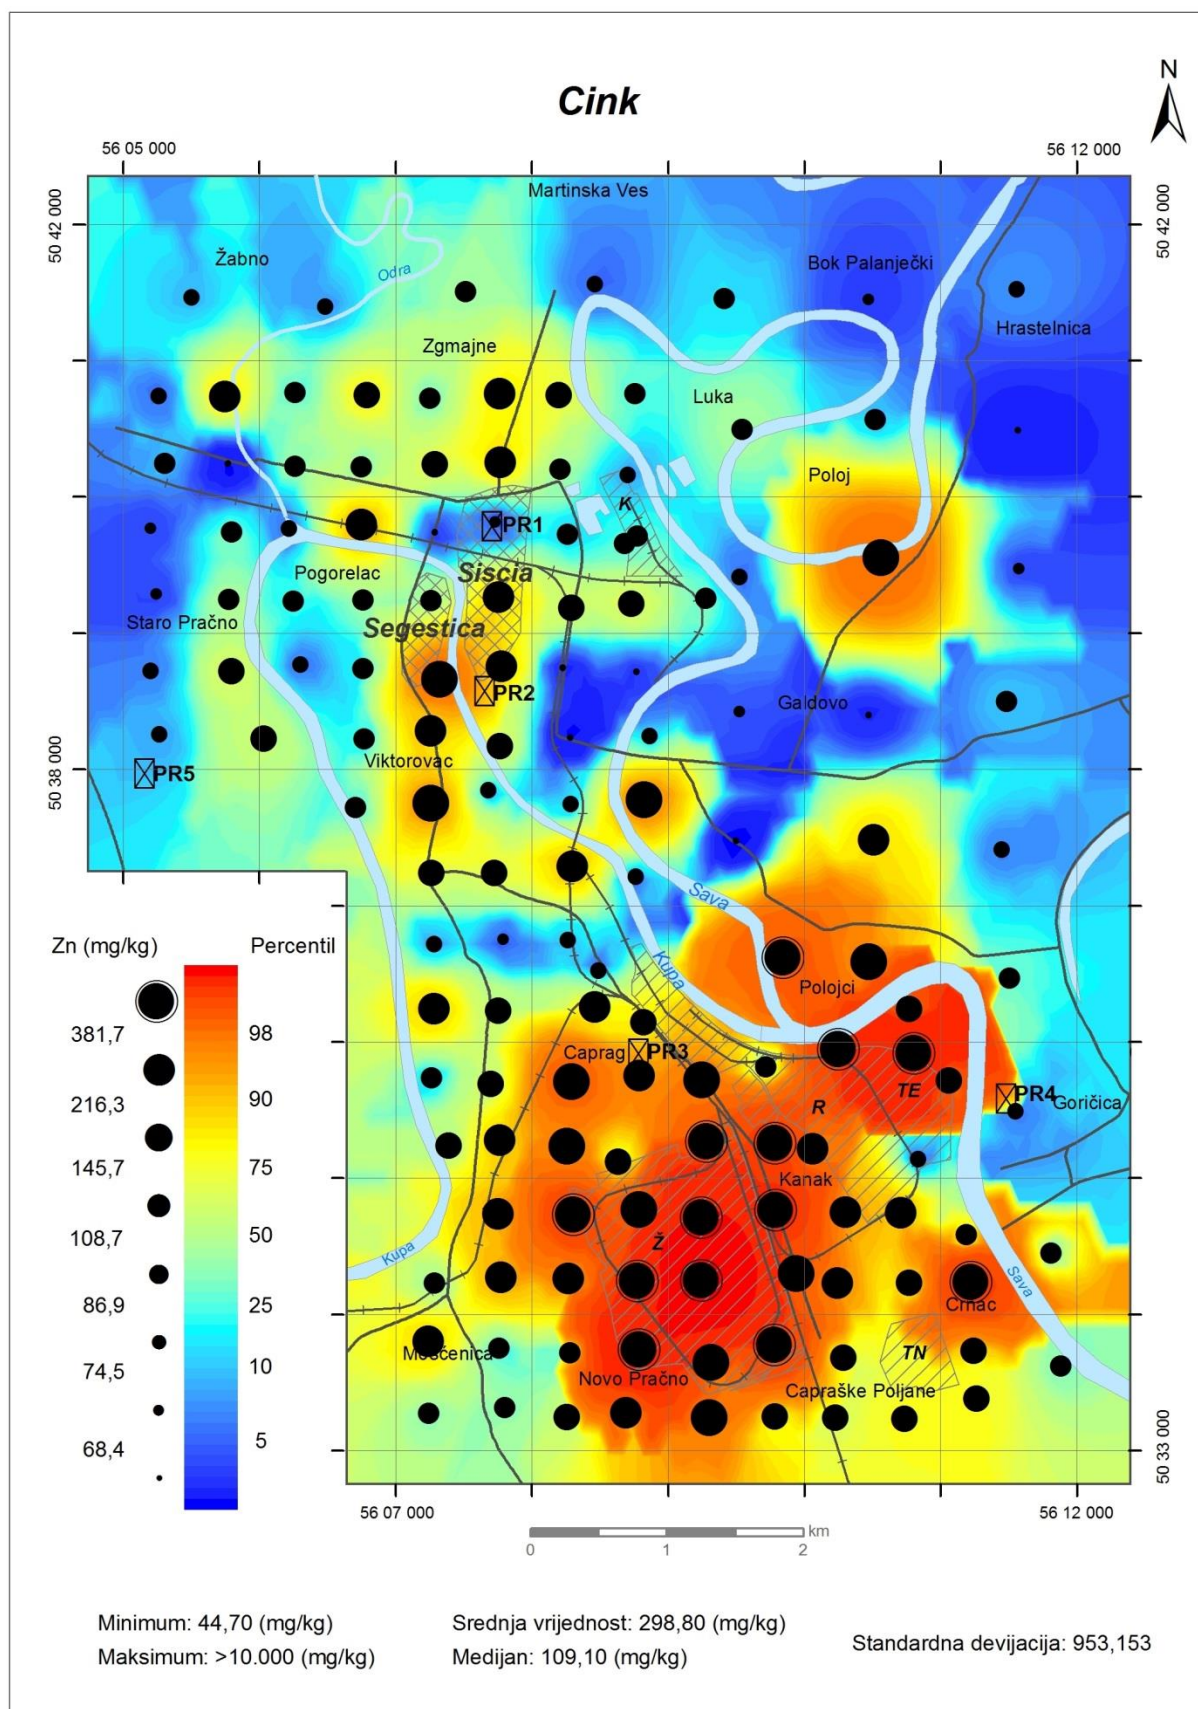 N
Cink
56 05 000
56 12 000
Martinska Ves
50 42 000
50 42 000
Žabno
Odra
Bok Palanječki
Hrastelnica
Zgmajne
Luka
Poloj
K
PR1
Pogorelac
Siscia
Staro Pračno
Segestica
PR2
Galdovo
Viktorovac
50 38 000
PR5
Sava
Zn (mg/kg)
Percentil
Kupa
Polojci
381,7
98
Caprag
PR3
TE
PR4
Goričica
216,3
90
R
145,7
75
Kanak
108,7
50
Ž
Kupa
Sava
86,9
25
Crnac
Mošćenica
TN
74,5
10
Novo Pračno
Capraške Poljane
68,4
5
50 33 000
56 07 000
56 12 000
km
0
1
2
Minimum: 44,70 (mg/kg)
Srednja vrijednost: 298,80 (mg/kg)
Standardna devijacija: 953,153
Maksimum: >10.000 (mg/kg)
Medijan: 109,10 (mg/kg)